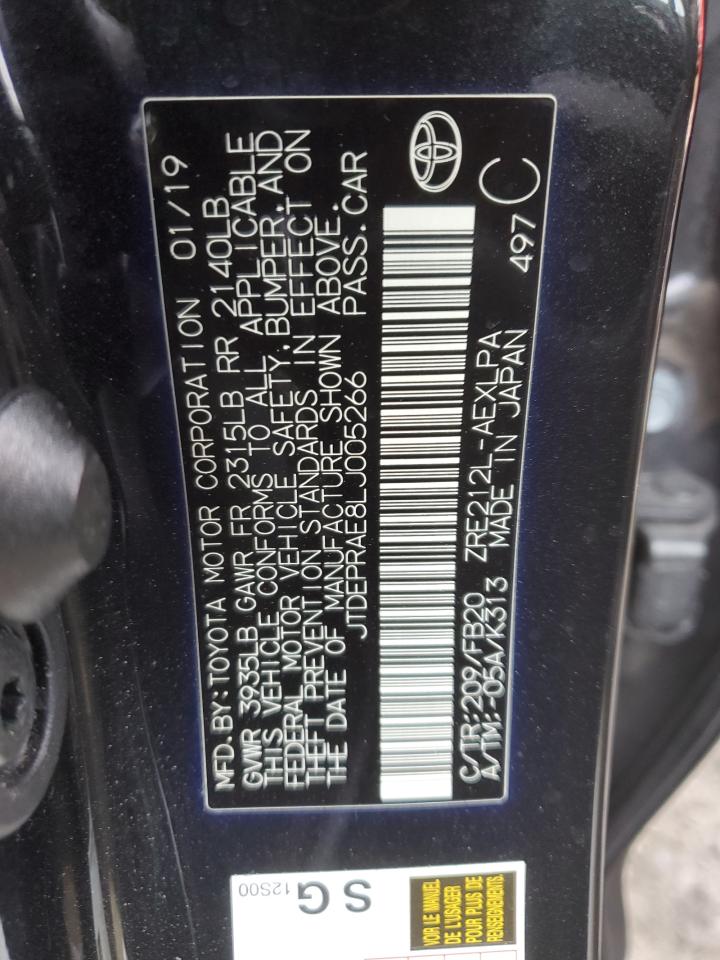 MFD.BY:TOYOTA MOTOR CORPORATION 01/19
GVWR 3935LB GAWR FR 2315LB RR 2140LB
THIS VEHICLE CONFORMS TO ALL APPLICABLE
FEDERAL MOTOR VEHICLE SAFETY,BUMPER,AND
THEFT PREVENTION STANDARDS IN EFFECT ON
THE DATE OF MANUFACTURE SHOWN ABOVE.
JTDEPRAE8LJ005266 PASS.CAR
C/TR:209/FB20 ZRE212L-AEXLPA 497 C
A/TM:-05A/K313 MADE IN JAPAN
S G
12S00
VOIR LE MANUEL
DE L'USAGER
POUR PLUS DE
RENSEIGNEMENTS.